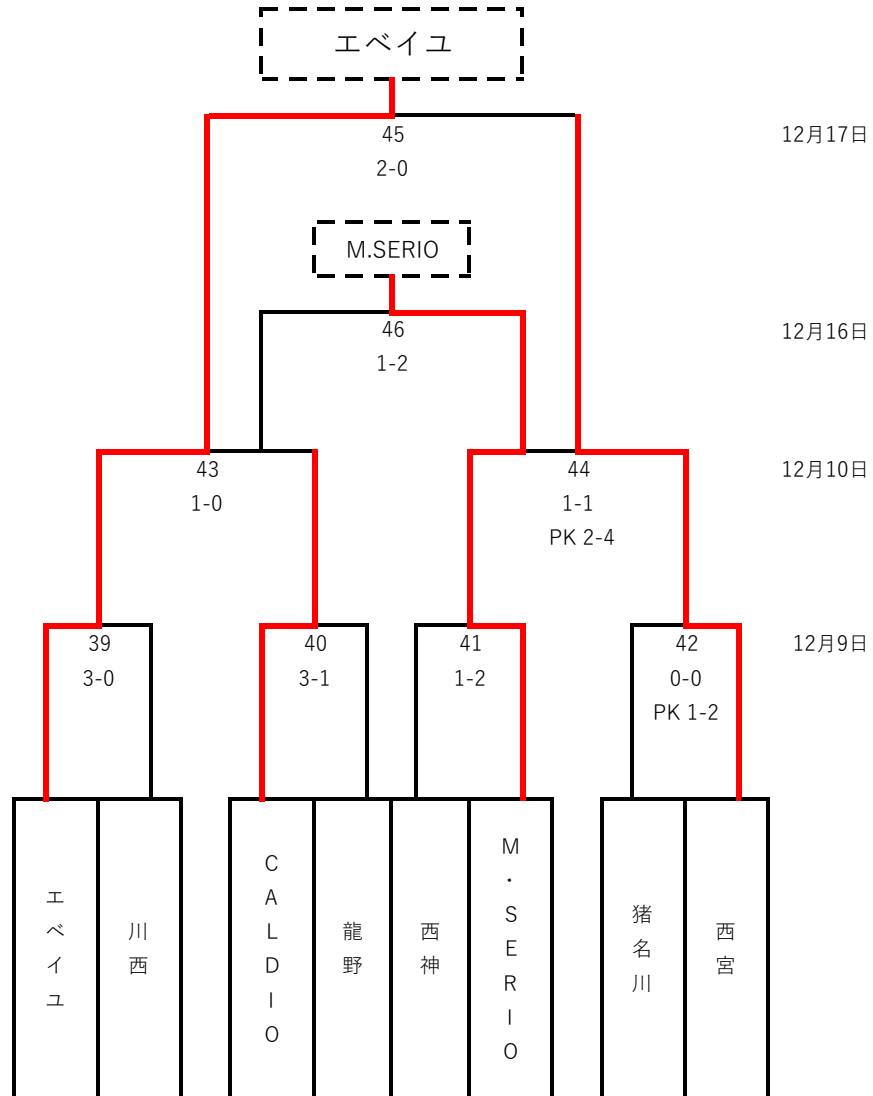 エベイユ
45
12月17日
2-0
M.SERIO
46
12月16日
1-2
43
44
12月10日
1-0
1-1
PK 2-4
39
40
41
42
12月9日
3-0
3-1
1-2
0-0
PK 1-2
エベイユ
川西
CALDIO
龍野
西神
M・SERIO
猪名川
西宮